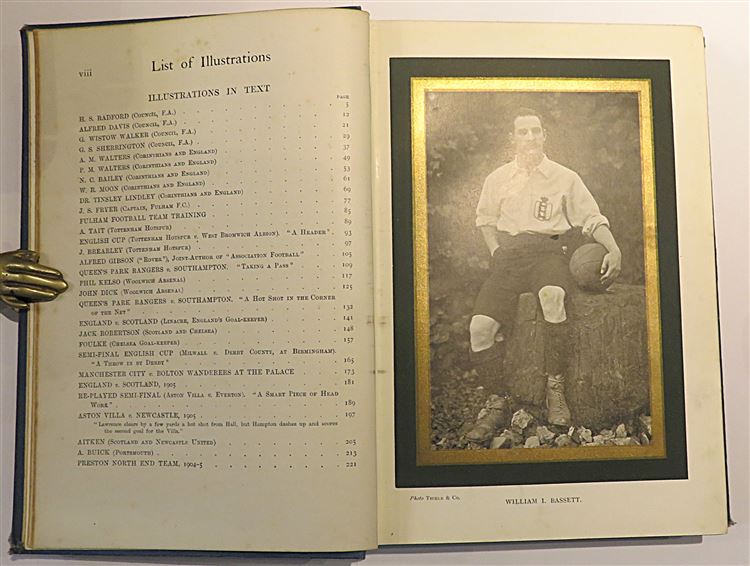 viii
List of Illustrations
ILLUSTRATIONS IN TEXT
PAGE
H. S. RADFORD (COUNCIL, F.A.) 5
ALFRED DAVIS (COUNCIL, F.A.) 12
G. WISTOW WALKER (COUNCIL, F.A.) 21
G. S. SHERRINGTON (COUNCIL, F.A.) 29
A. M. WALTERS (CORINTHIANS AND ENGLAND) 37
P. M. WALTERS (CORINTHIANS AND ENGLAND) 49
N. C. BAILEY (CORINTHIANS AND ENGLAND) 53
W. R. MOON (CORINTHIANS AND ENGLAND) 61
DR. TINSLEY LINDLEY (CORINTHIANS AND ENGLAND) 69
J. S. FRYER (CAPTAIN, FULHAM F.C.) 77
FULHAM FOOTBALL TEAM TRAINING 85
A. TAIT (TOTTENHAM HOTSPUR) 89
ENGLISH CUP (TOTTENHAM HOTSPUR v. WEST BROMWICH ALBION). "A HEADER" 93
J. BREARLEY (TOTTENHAM HOTSPUR) 97
ALFRED GIBSON ("ROVER"), JOINT-AUTHOR OF "ASSOCIATION FOOTBALL" 105
QUEEN'S PARK RANGERS v. SOUTHAMPTON. "TAKING A PASS" 109
PHIL KELSO (WOOLWICH ARSENAL) 117
JOHN DICK (WOOLWICH ARSENAL) 125
QUEEN'S PARK RANGERS v. SOUTHAMPTON. "A HOT SHOT IN THE CORNER
OF THE NET" 132
ENGLAND v. SCOTLAND (LINACRE, ENGLAND'S GOAL-KEEPER) 141
JACK ROBERTSON (SCOTLAND AND CHELSEA) 148
FOULKE (CHELSEA GOAL-KEEPER) 157
SEMI-FINAL ENGLISH CUP (MILWALL v. DERBY COUNTY, AT BIRMINGHAM).
"A THROW IN BY DERBY" 165
MANCHESTER CITY v. BOLTON WANDERERS AT THE PALACE 173
ENGLAND v. SCOTLAND, 1905 181
RE-PLAYED SEMI-FINAL (ASTON VILLA v. EVERTON). "A SMART PIECE OF HEAD
WORK" 189
ASTON VILLA v. NEWCASTLE, 1905 197
"Lawrence clears by a few yards a hot shot from Hall, but Hampton dashes up and scores
the second goal for the Villa."
AITKEN (SCOTLAND AND NEWCASTLE UNITED) 205
A. BUICK (PORTSMOUTH) 213
PRESTON NORTH END TEAM, 1904-5 221
Photo TICKLE & CO.
WILLIAM I. BASSETT.